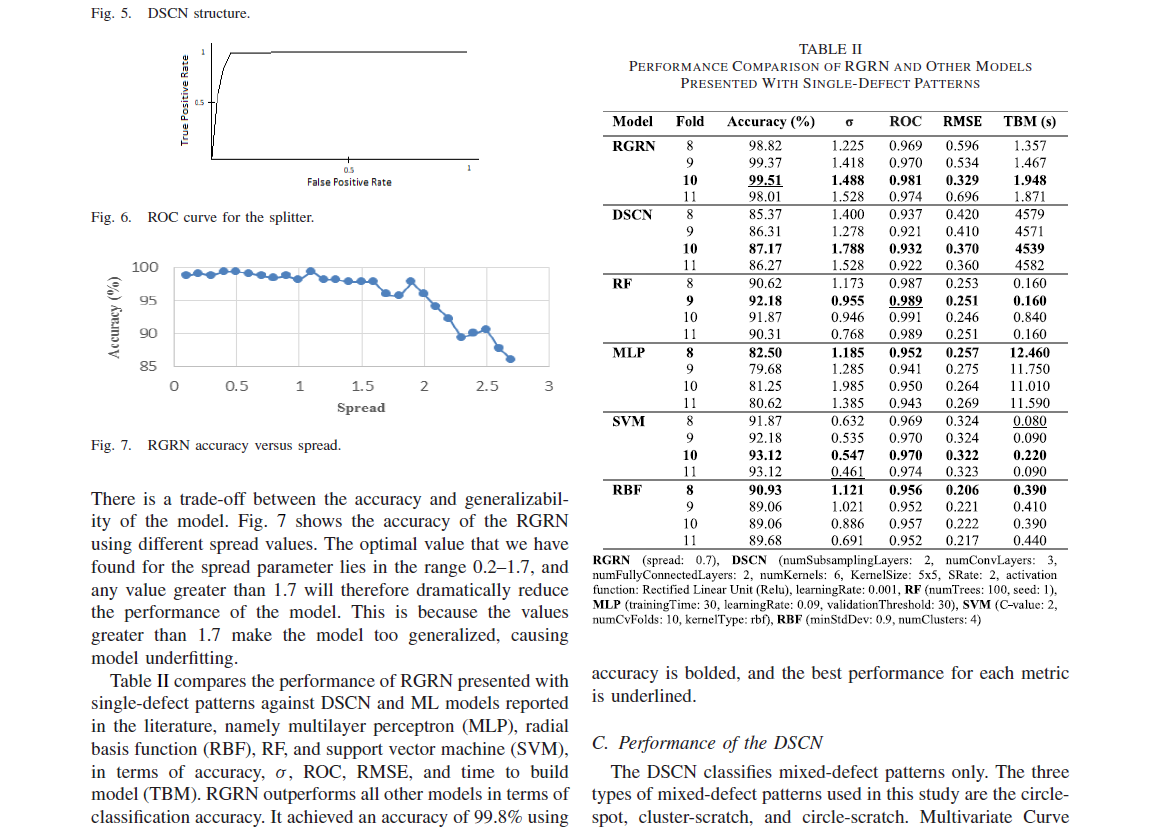 Fig. 5. DSCN structure.
1
0.5
True Positive Rate
0.5
1
False Positive Rate
Fig. 6. ROC curve for the splitter.
100
95
90
85
Accuracy (%)
0 0.5 1 1.5 2 2.5 3
Spread
Fig. 7. RGRN accuracy versus spread.
There is a trade-off between the accuracy and generalizabil-
ity of the model. Fig. 7 shows the accuracy of the RGRN
using different spread values. The optimal value that we have
found for the spread parameter lies in the range 0.2–1.7, and
any value greater than 1.7 will therefore dramatically reduce
the performance of the model. This is because the values
greater than 1.7 make the model too generalized, causing
model underfitting.
Table II compares the performance of RGRN presented with
single-defect patterns against DSCN and ML models reported
in the literature, namely multilayer perceptron (MLP), radial
basis function (RBF), RF, and support vector machine (SVM),
in terms of accuracy, σ, ROC, RMSE, and time to build
model (TBM). RGRN outperforms all other models in terms of
classification accuracy. It achieved an accuracy of 99.8% using
TABLE II
PERFORMANCE COMPARISON OF RGRN AND OTHER MODELS
PRESENTED WITH SINGLE-DEFECT PATTERNS
Model Fold Accuracy (%) σ ROC RMSE TBM (s)
RGRN 8 98.82 1.225 0.969 0.596 1.357
9 99.37 1.418 0.970 0.534 1.467
10 99.51 1.488 0.981 0.329 1.948
11 98.01 1.528 0.974 0.696 1.871
DSCN 8 85.37 1.400 0.937 0.420 4579
9 86.31 1.278 0.921 0.410 4571
10 87.17 1.788 0.932 0.370 4539
11 86.27 1.528 0.922 0.360 4582
RF 8 90.62 1.173 0.987 0.253 0.160
9 92.18 0.955 0.989 0.251 0.160
10 91.87 0.946 0.991 0.246 0.840
11 90.31 0.768 0.989 0.251 0.160
MLP 8 82.50 1.185 0.952 0.257 12.460
9 79.68 1.285 0.941 0.275 11.750
10 81.25 1.985 0.950 0.264 11.010
11 80.62 1.385 0.943 0.269 11.590
SVM 8 91.87 0.632 0.969 0.324 0.080
9 92.18 0.535 0.970 0.324 0.090
10 93.12 0.547 0.970 0.322 0.220
11 93.12 0.461 0.974 0.323 0.090
RBF 8 90.93 1.121 0.956 0.206 0.390
9 89.06 1.021 0.952 0.221 0.410
10 89.06 0.886 0.957 0.222 0.390
11 89.68 0.691 0.952 0.217 0.440
RGRN (spread: 0.7), DSCN (numSubsamplingLayers: 2, numConvLayers: 3,
numFullyConnectedLayers: 2, numKernels: 6, KernelSize: 5x5, SRate: 2, activation
function: Rectified Linear Unit (Relu), learningRate: 0.001, RF (numTrees: 100, seed: 1),
MLP (trainingTime: 30, learningRate: 0.09, validationThreshold: 30), SVM (C-value: 2,
numCvFolds: 10, kernelType: rbf), RBF (minStdDev: 0.9, numClusters: 4)
accuracy is bolded, and the best performance for each metric
is underlined.
C. Performance of the DSCN
The DSCN classifies mixed-defect patterns only. The three
types of mixed-defect patterns used in this study are the circle-
spot, cluster-scratch, and circle-scratch. Multivariate Curve